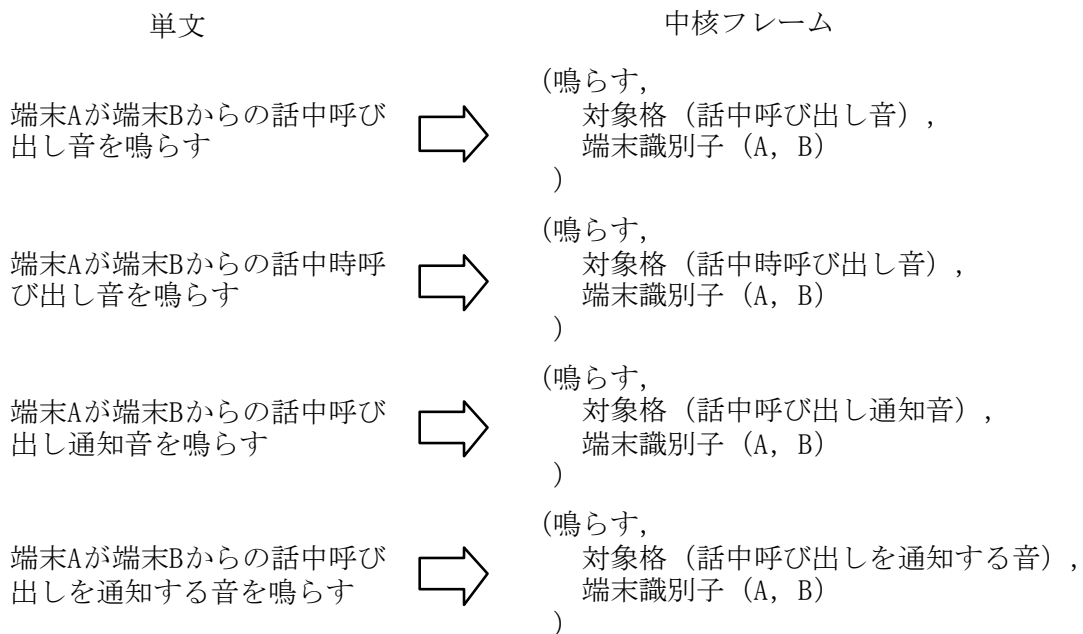 単文
中核フレーム
端末Aが端末Bからの話中呼び
出し音を鳴らす
(鳴らす,
対象格（話中呼び出し音）,
端末識別子（A, B）
)
端末Aが端末Bからの話中時呼
び出し音を鳴らす
(鳴らす,
対象格（話中時呼び出し音）,
端末識別子（A, B）
)
端末Aが端末Bからの話中呼び
出し通知音を鳴らす
(鳴らす,
対象格（話中呼び出し通知音）,
端末識別子（A, B）
)
端末Aが端末Bからの話中呼び
出しを通知する音を鳴らす
(鳴らす,
対象格（話中呼び出しを通知する音）,
端末識別子（A, B）
)